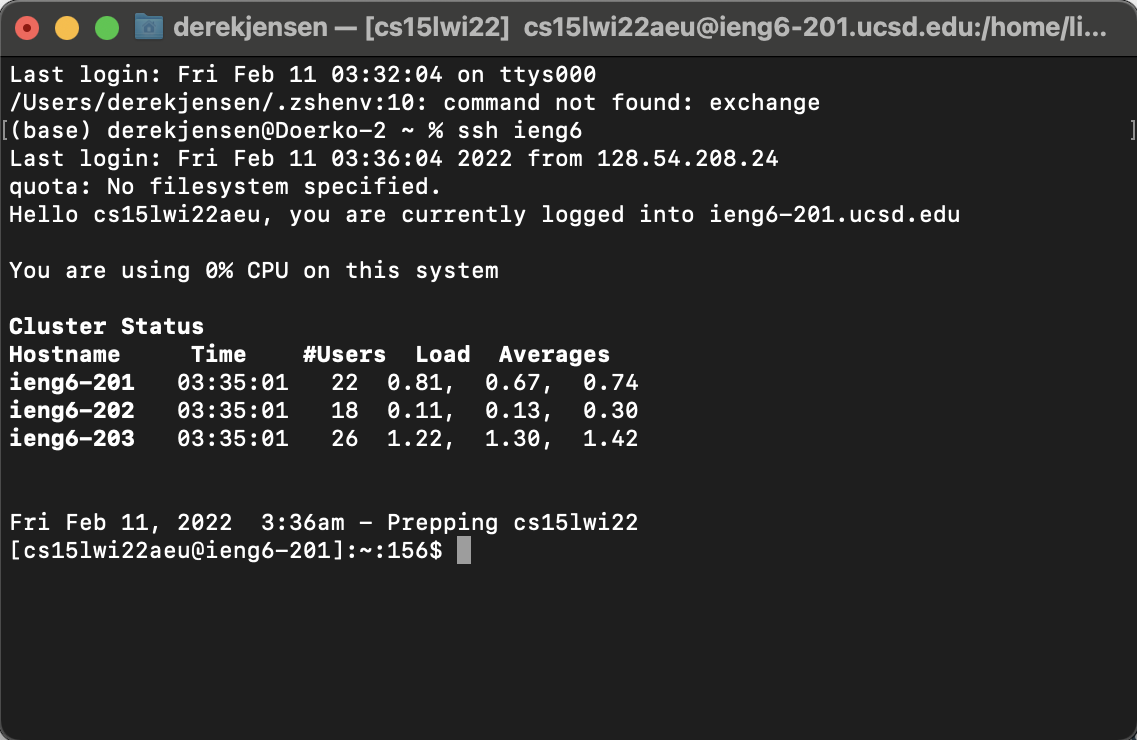 derekjensen — [cs15lwi22] cs15lwi22aeu@ieng6-201.ucsd.edu:/home/li...
Last login: Fri Feb 11 03:32:04 on ttys000
/Users/derekjensen/.zshenv:10: command not found: exchange
[(base) derekjensen@Doerko-2 ~ % ssh ieng6 ]
Last login: Fri Feb 11 03:36:04 2022 from 128.54.208.24
quota: No filesystem specified.
Hello cs15lwi22aeu, you are currently logged into ieng6-201.ucsd.edu
You are using 0% CPU on this system
Cluster Status
Hostname     Time    #Users  Load  Averages
ieng6-201   03:35:01   22  0.81,  0.67,  0.74
ieng6-202   03:35:01   18  0.11,  0.13,  0.30
ieng6-203   03:35:01   26  1.22,  1.30,  1.42
Fri Feb 11, 2022  3:36am - Prepping cs15lwi22
[cs15lwi22aeu@ieng6-201]:~:156$